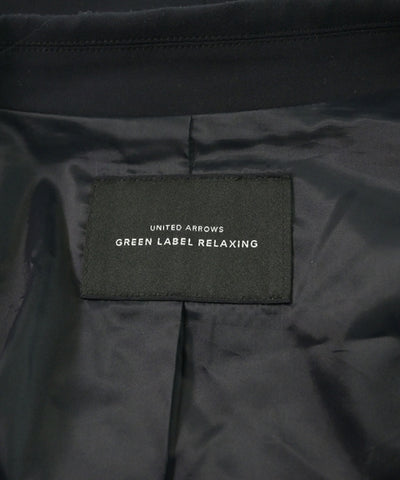 UNITED ARROWS
GREEN LABEL RELAXING